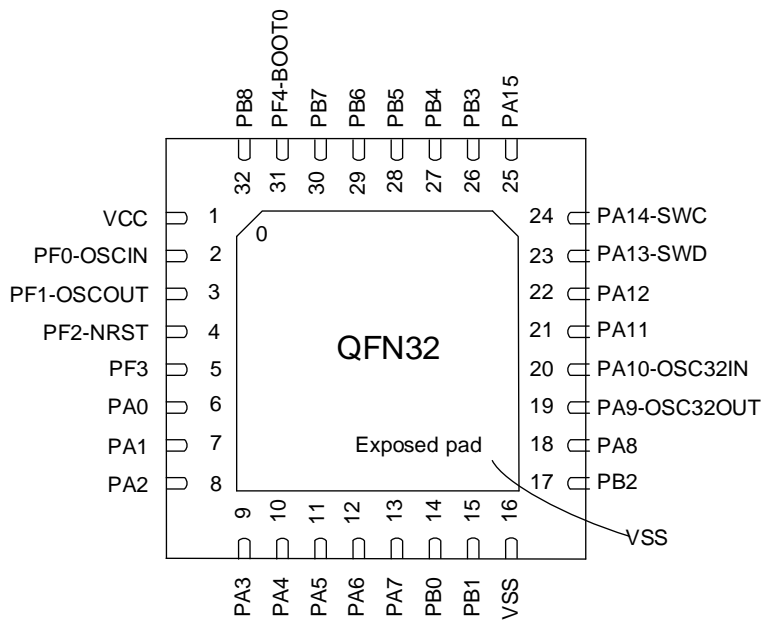 PB8
PF4-BOOT0
PB7
PB6
PB5
PB4
PB3
PA15
32
31
30
29
28
27
26
25
VCC 1
PF0-OSCIN 2
PF1-OSCOUT 3
PF2-NRST 4
PF3 5
PA0 6
PA1 7
PA2 8
0
QFN32
Exposed pad
24 PA14-SWC
23 PA13-SWD
22 PA12
21 PA11
20 PA10-OSC32IN
19 PA9-OSC32OUT
18 PA8
17 PB2
VSS
9
10
11
12
13
14
15
16
PA3
PA4
PA5
PA6
PA7
PB0
PB1
VSS